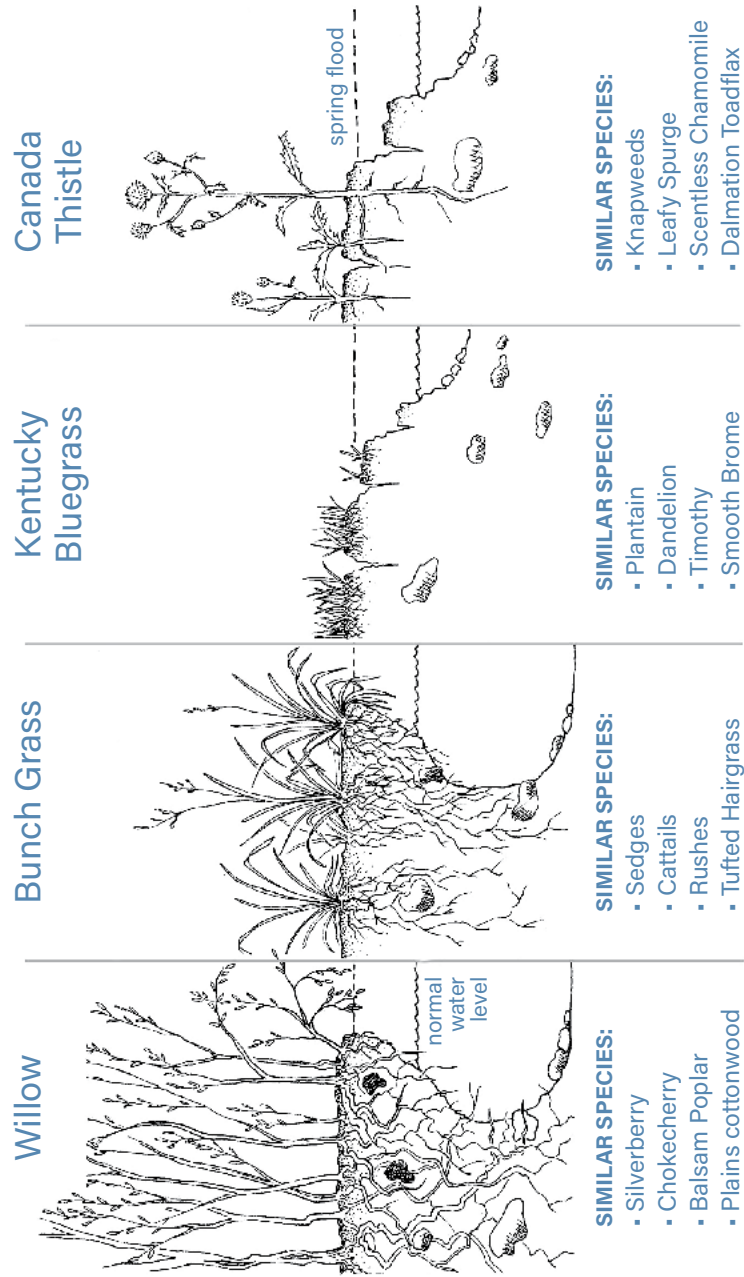 Willow
normal
water
level
SIMILAR SPECIES:
▪ Silverberry
▪ Chokecherry
▪ Balsam Poplar
▪ Plains cottonwood
Bunch Grass
SIMILAR SPECIES:
▪ Sedges
▪ Cattails
▪ Rushes
▪ Tufted Hairgrass
Kentucky
Bluegrass
SIMILAR SPECIES:
▪ Plantain
▪ Dandelion
▪ Timothy
▪ Smooth Brome
Canada
Thistle
spring flood
SIMILAR SPECIES:
▪ Knapweeds
▪ Leafy Spurge
▪ Scentless Chamomile
▪ Dalmation Toadflax